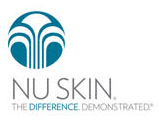 NU SKIN®
THE DIFFERENCE. DEMONSTRATED.®